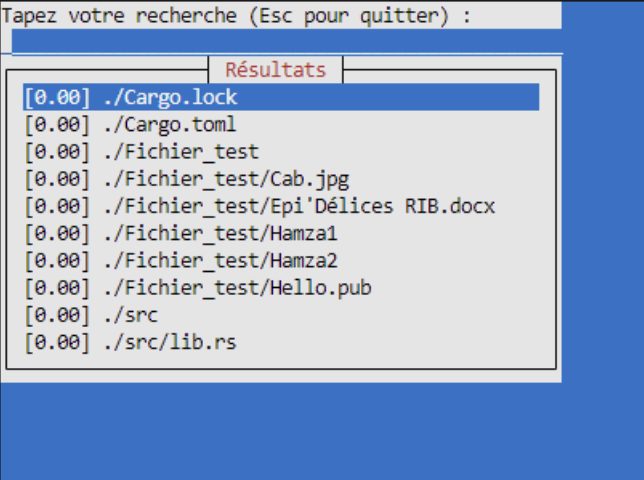 Tapez votre recherche (Esc pour quitter) :
Résultats
[0.00] ./Cargo.lock
[0.00] ./Cargo.toml
[0.00] ./Fichier_test
[0.00] ./Fichier_test/Cab.jpg
[0.00] ./Fichier_test/Epi'Délices RIB.docx
[0.00] ./Fichier_test/Hamza1
[0.00] ./Fichier_test/Hamza2
[0.00] ./Fichier_test/Hello.pub
[0.00] ./src
[0.00] ./src/lib.rs